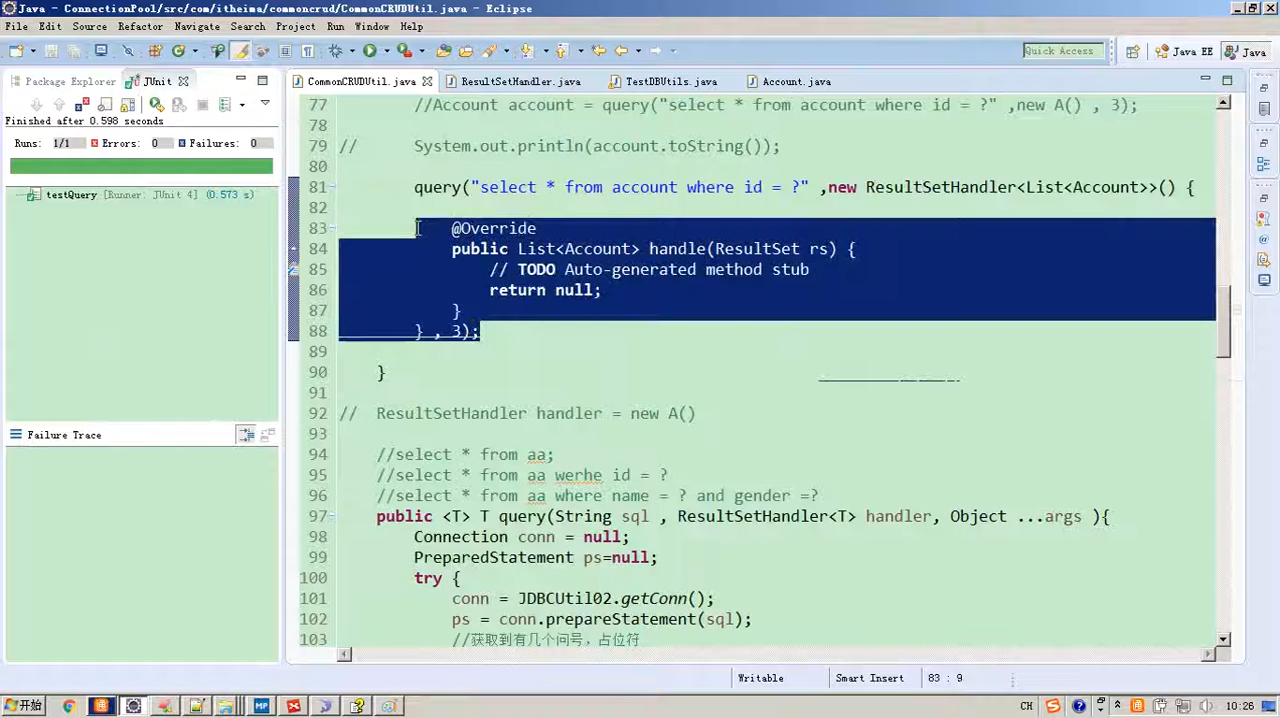 Java - ConnectionPool/src/com/itheima/commoncrud/CommonCRUDUtil.java - Eclipse
File Edit Source Refactor Navigate Search Project Run Window Help
Quick Access
Java EE
Java
Package Explorer
JUnit
CommonCRUDUtil.java
ResultSetHandler.java
TestDBUtils.java
Account.java
Finished after 0.598 seconds
Runs: 1/1 Errors: 0 Failures: 0
testQuery [Runner: JUnit 4] (0.573 s)
Failure Trace
77 //Account account = query("select * from account where id = ?" ,new A() , 3);
78
79 // System.out.println(account.toString());
80
81 query("select * from account where id = ?" ,new ResultSetHandler<List<Account>>() {
82
83 @Override
84 public List<Account> handle(ResultSet rs) {
85 // TODO Auto-generated method stub
86 return null;
87 }
88 } , 3);
89
90 }
91
92 // ResultSetHandler handler = new A()
93
94 //select * from aa;
95 //select * from aa werhe id = ?
96 //select * from aa where name = ? and gender =?
97 public <T> T query(String sql , ResultSetHandler<T> handler, Object ...args ){
98 Connection conn = null;
99 PreparedStatement ps=null;
100 try {
101 conn = JDBCUtil02.getConn();
102 ps = conn.prepareStatement(sql);
103 //获取到有几个问号，占位符
Writable Smart Insert 83 : 9
开始
MP
CH
10:26